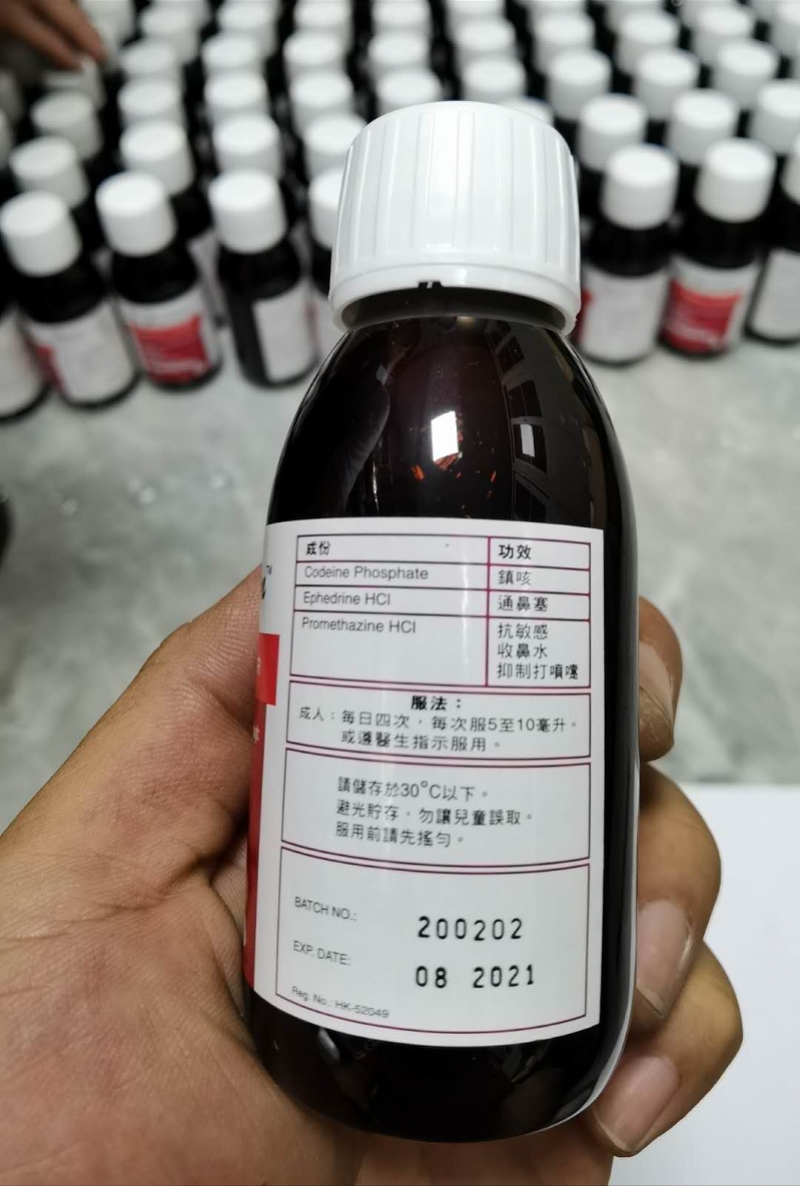 成份 功效
Codeine Phosphate 鎮咳
Ephedrine HCl 通鼻塞
Promethazine HCl 抗敏感
收鼻水
抑制打噴嚏
服法：
成人：每日四次，每次服5至10毫升。
或遵醫生指示服用。
請儲存於30°C以下。
避光貯存，勿讓兒童誤取。
服用前請先搖勻。
BATCH NO.: 200202
EXP. DATE: 08 2021
Reg. No.: HK-52049